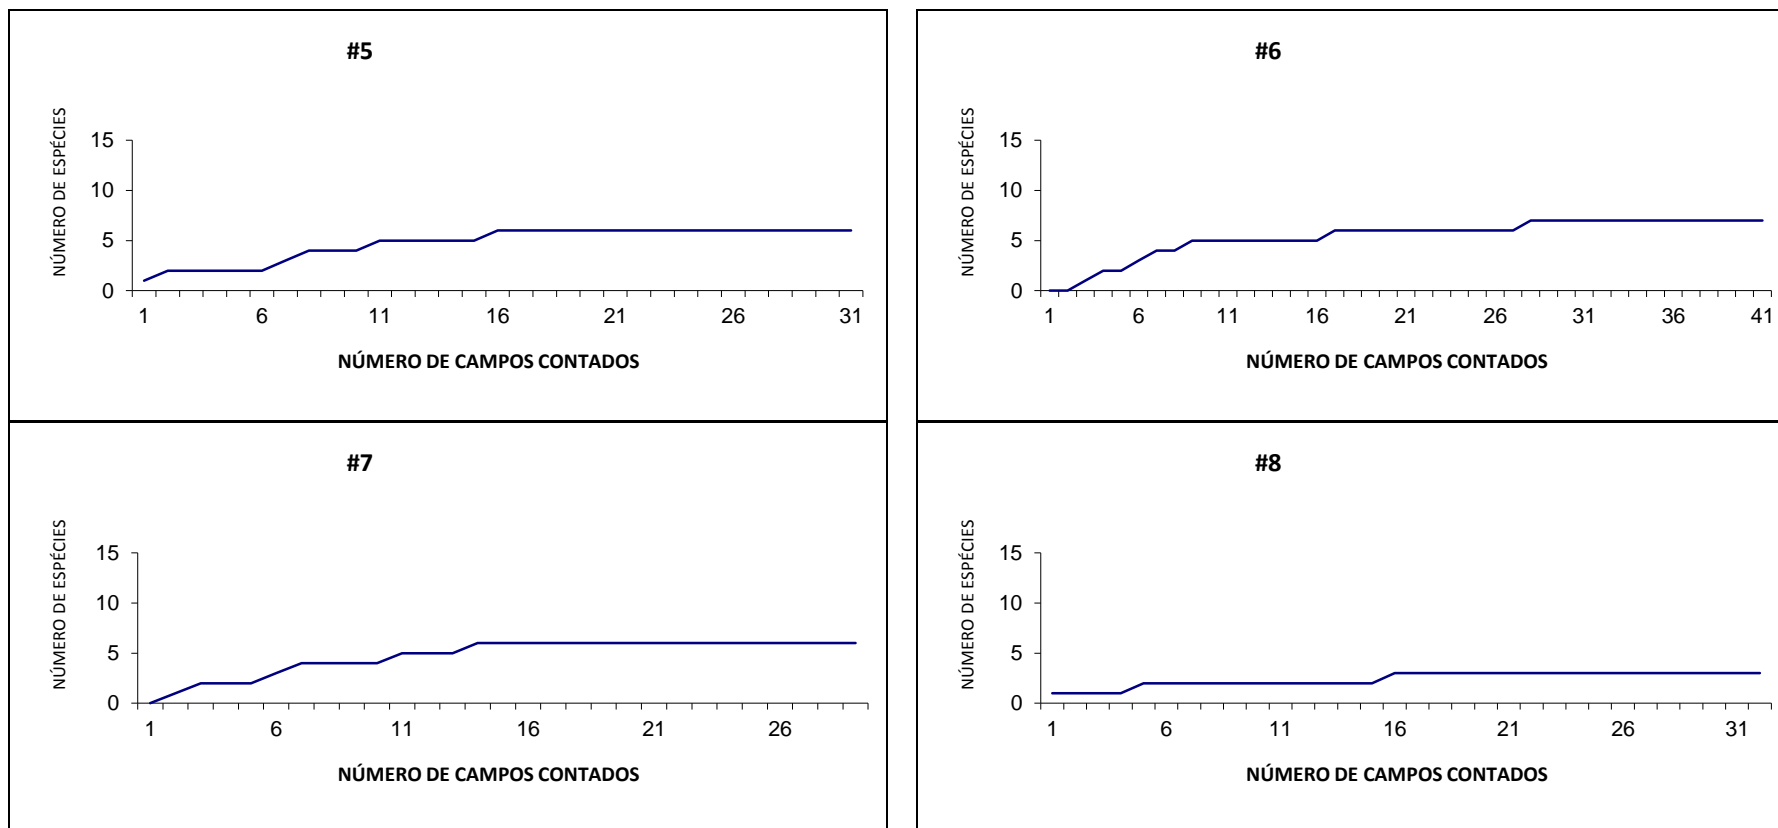 #5
NÚMERO DE ESPÉCIES
15
10
5
0
1 6 11 16 21 26 31
NÚMERO DE CAMPOS CONTADOS
#6
NÚMERO DE ESPÉCIES
15
10
5
0
1 6 11 16 21 26 31 36 41
NÚMERO DE CAMPOS CONTADOS
#7
NÚMERO DE ESPÉCIES
15
10
5
0
1 6 11 16 21 26
NÚMERO DE CAMPOS CONTADOS
#8
NÚMERO DE ESPÉCIES
15
10
5
0
1 6 11 16 21 26 31
NÚMERO DE CAMPOS CONTADOS